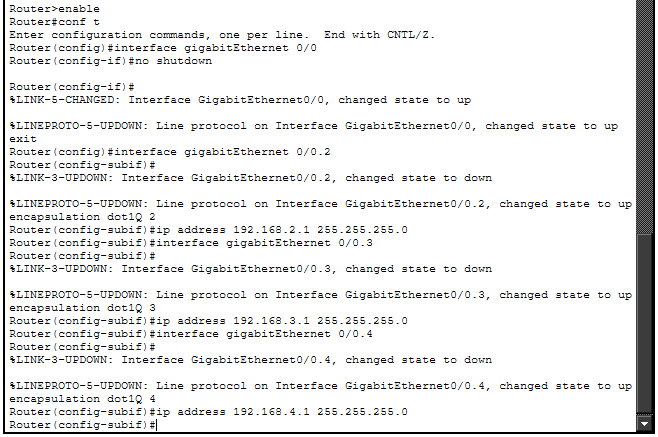 Router>enable
Router#conf t
Enter configuration commands, one per line.  End with CNTL/Z.
Router(config)#interface gigabitEthernet 0/0
Router(config-if)#no shutdown

Router(config-if)#
%LINK-5-CHANGED: Interface GigabitEthernet0/0, changed state to up

%LINEPROTO-5-UPDOWN: Line protocol on Interface GigabitEthernet0/0, changed state to up
exit
Router(config)#interface gigabitEthernet 0/0.2
Router(config-subif)#
%LINK-3-UPDOWN: Interface GigabitEthernet0/0.2, changed state to down

%LINEPROTO-5-UPDOWN: Line protocol on Interface GigabitEthernet0/0.2, changed state to up
encapsulation dot1Q 2
Router(config-subif)#ip address 192.168.2.1 255.255.255.0
Router(config-subif)#interface gigabitEthernet 0/0.3
Router(config-subif)#
%LINK-3-UPDOWN: Interface GigabitEthernet0/0.3, changed state to down

%LINEPROTO-5-UPDOWN: Line protocol on Interface GigabitEthernet0/0.3, changed state to up
encapsulation dot1Q 3
Router(config-subif)#ip address 192.168.3.1 255.255.255.0
Router(config-subif)#interface gigabitEthernet 0/0.4
Router(config-subif)#
%LINK-3-UPDOWN: Interface GigabitEthernet0/0.4, changed state to down

%LINEPROTO-5-UPDOWN: Line protocol on Interface GigabitEthernet0/0.4, changed state to up
encapsulation dot1Q 4
Router(config-subif)#ip address 192.168.4.1 255.255.255.0
Router(config-subif)#